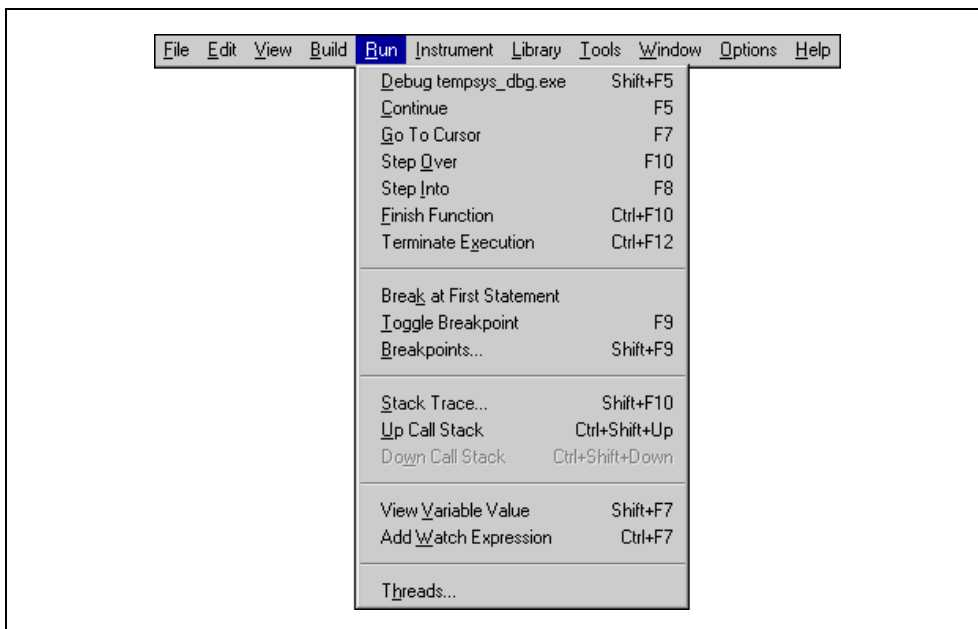 File Edit View Build Run Instrument Library Tools Window Options Help
Debug tempsys_dbg.exe Shift+F5
Continue F5
Go To Cursor F7
Step Over F10
Step Into F8
Finish Function Ctrl+F10
Terminate Execution Ctrl+F12
Break at First Statement
Toggle Breakpoint F9
Breakpoints... Shift+F9
Stack Trace... Shift+F10
Up Call Stack Ctrl+Shift+Up
Down Call Stack Ctrl+Shift+Down
View Variable Value Shift+F7
Add Watch Expression Ctrl+F7
Threads...